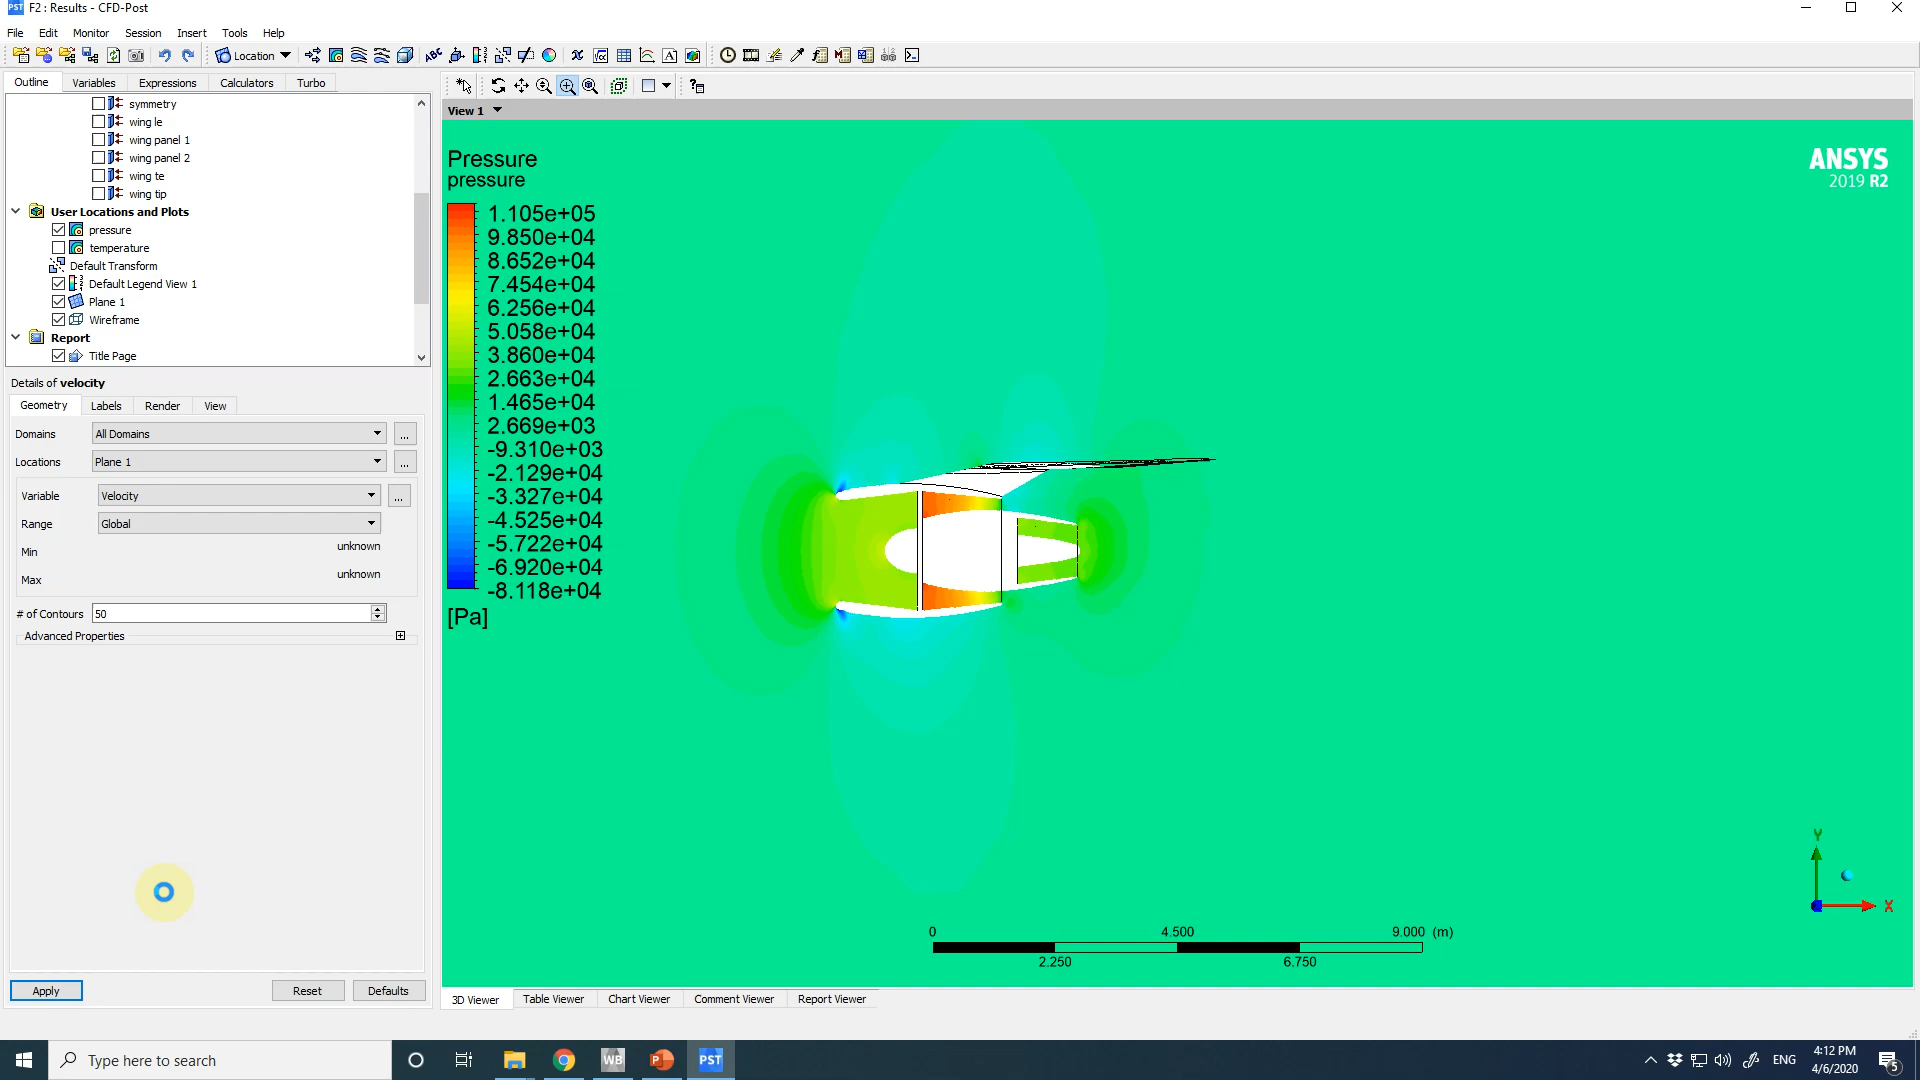 PST F2 : Results - CFD-Post
File Edit Monitor Session Insert Tools Help
Location
Outline Variables Expressions Calculators Turbo
symmetry
wing le
wing panel 1
wing panel 2
wing te
wing tip
User Locations and Plots
pressure
temperature
Default Transform
Default Legend View 1
Plane 1
Wireframe
Report
Title Page
Details of velocity
Geometry Labels Render View
Domains All Domains ...
Locations Plane 1 ...
Variable Velocity ...
Range Global
Min unknown
Max unknown
# of Contours 50
Advanced Properties
Apply Reset Defaults
View 1
Pressure
pressure
1.105e+05
9.850e+04
8.652e+04
7.454e+04
6.256e+04
5.058e+04
3.860e+04
2.663e+04
1.465e+04
2.669e+03
-9.310e+03
-2.129e+04
-3.327e+04
-4.525e+04
-5.722e+04
-6.920e+04
-8.118e+04
[Pa]
ANSYS
2019 R2
Y
X
0 4.500 9.000 (m)
2.250 6.750
3D Viewer Table Viewer Chart Viewer Comment Viewer Report Viewer
Type here to search
WB
P
PST
ENG
4:12 PM
4/6/2020
5